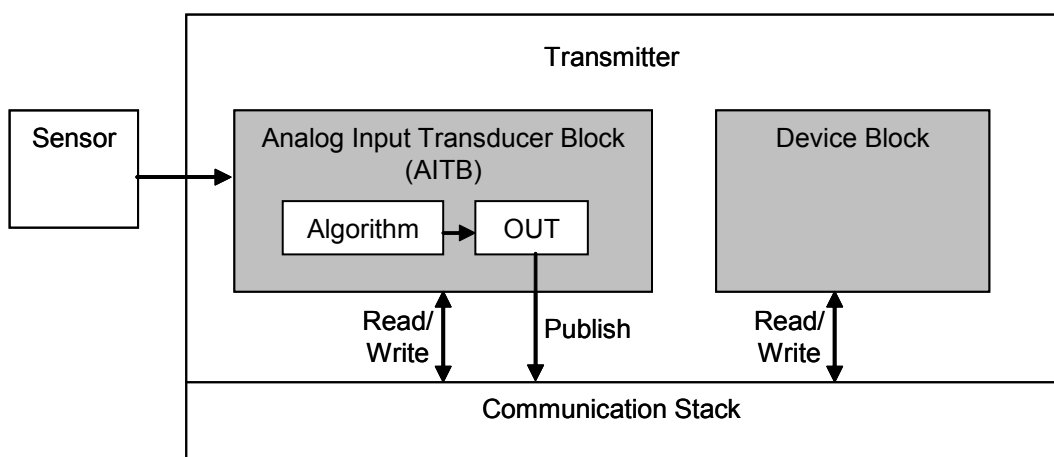 Transmitter
Sensor
Analog Input Transducer Block
(AITB)
Device Block
Algorithm
OUT
Read/
Write
Publish
Read/
Write
Communication Stack